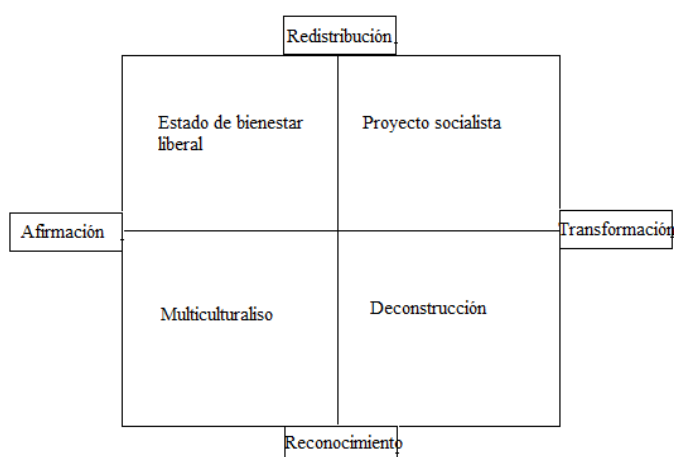 Redistribución
Estado de bienestar
liberal
Proyecto socialista
Afirmación
Transformación
Multiculturaliso
Deconstrucción
Reconocimiento